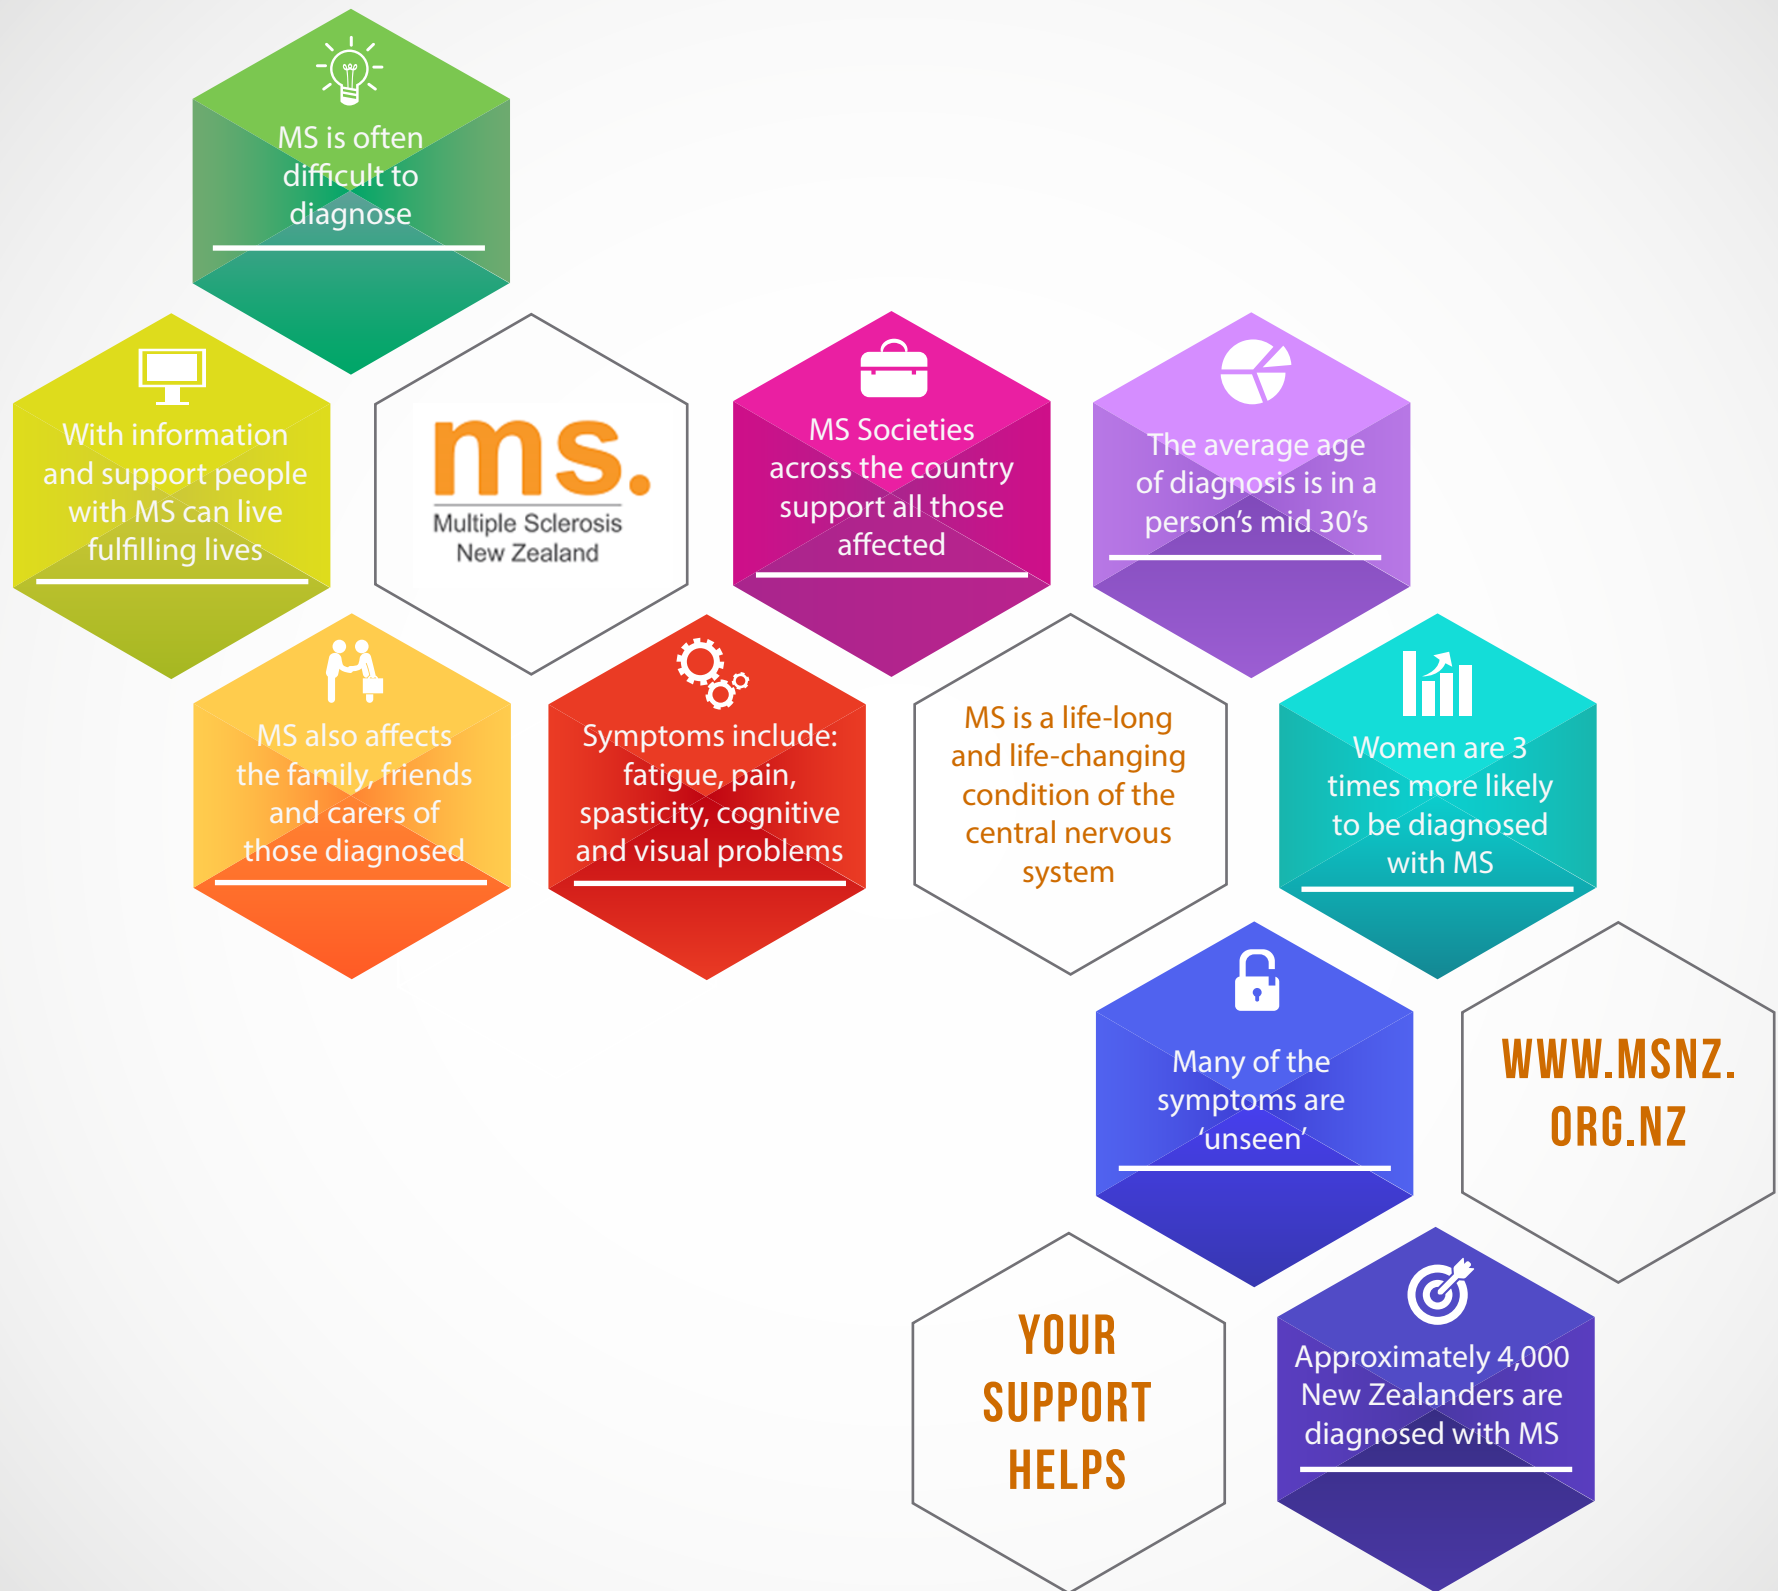 MS is often
difficult to
diagnose
With information
and support people
with MS can live
fulfilling lives
ms.
Multiple Sclerosis
New Zealand
MS Societies
across the country
support all those
affected
The average age
of diagnosis is in a
person’s mid 30’s
MS also affects
the family, friends
and carers of
those diagnosed
Symptoms include:
fatigue, pain,
spasticity, cognitive
and visual problems
MS is a life-long
and life-changing
condition of the
central nervous
system
Women are 3
times more likely
to be diagnosed
with MS
Many of the
symptoms are
‘unseen’
WWW.MSNZ.
ORG.NZ
YOUR
SUPPORT
HELPS
Approximately 4,000
New Zealanders are
diagnosed with MS